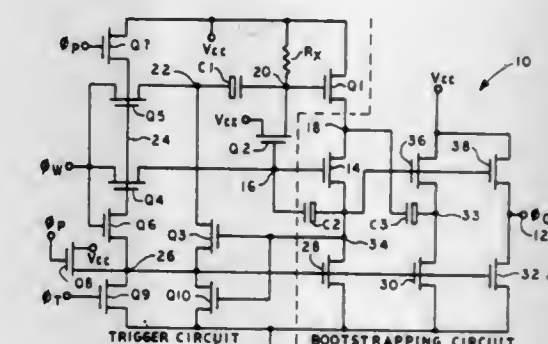 Øp Q7
Vcc
Rx
C1
22
20
Q1
Vcc
10
Q5
24
Vcc
Q2
18
14
36
38
ØW
Q4
16
C2
C3
33
Q6
ØP
Q3
34
12
Vcc
26
28
Q8
ØT
Q9
Q10
30
32
TRIGGER CIRCUIT
BOOTSTRAPPING CIRCUIT